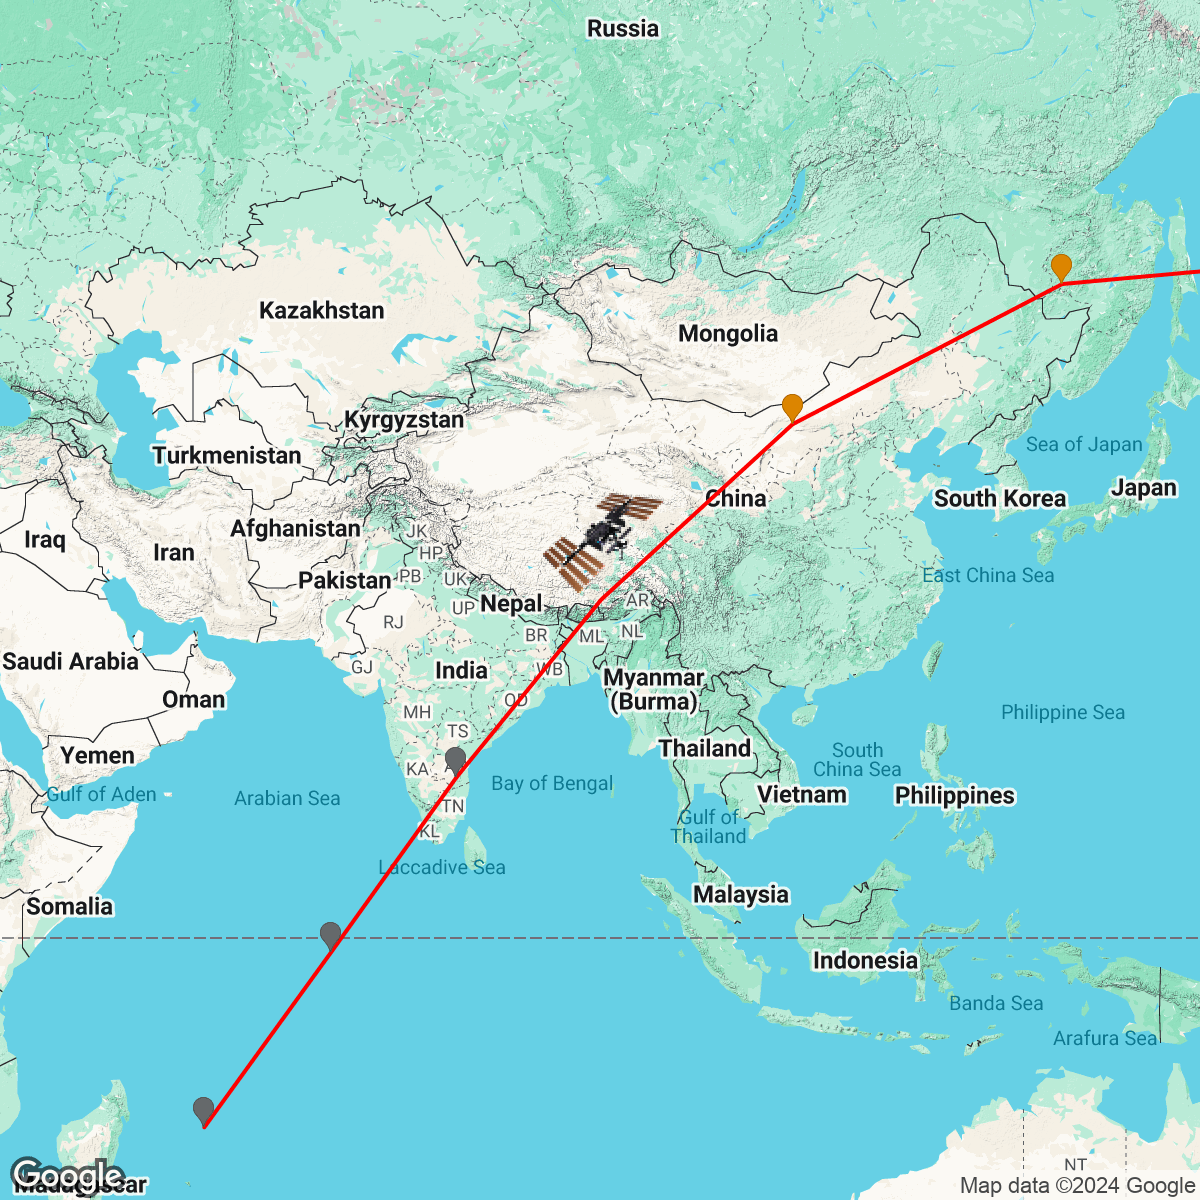 Russia
Kazakhstan
Mongolia
Kyrgyzstan
Turkmenistan
Sea of Japan
Japan
China
South Korea
Afghanistan
JK
Iraq
Iran
HP
Pakistan
PB
UK
East China Sea
Nepal
UP
AR
RJ
BR
ML
NL
Saudi Arabia
GJ
India
WB
Myanmar
(Burma)
Oman
OD
MH
Philippine Sea
TS
Yemen
Thailand
South
China Sea
KA
Bay of Bengal
Gulf of Aden
Arabian Sea
Vietnam
Philippines
TN
Gulf of
Thailand
KL
Laccadive Sea
Malaysia
Somalia
Indonesia
Banda Sea
Arafura Sea
NT
Google
Madagascar
Map data ©2024 Google